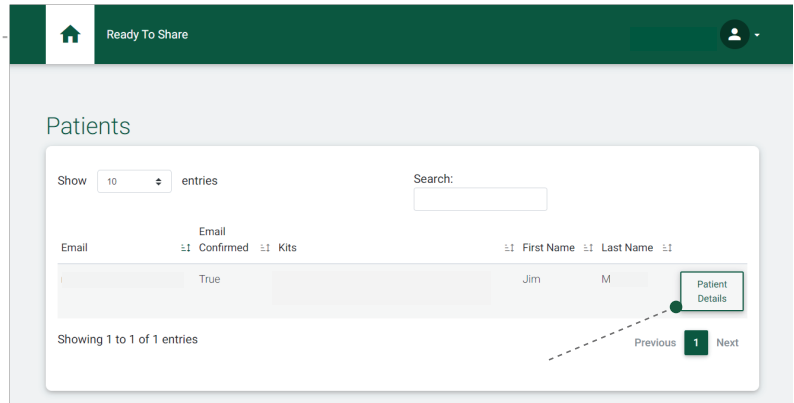 Ready To Share
Patients
Show 10 entries
Search:
Email
Email Confirmed
Kits
First Name
Last Name
True
Jim
M
Patient Details
Showing 1 to 1 of 1 entries
Previous 1 Next